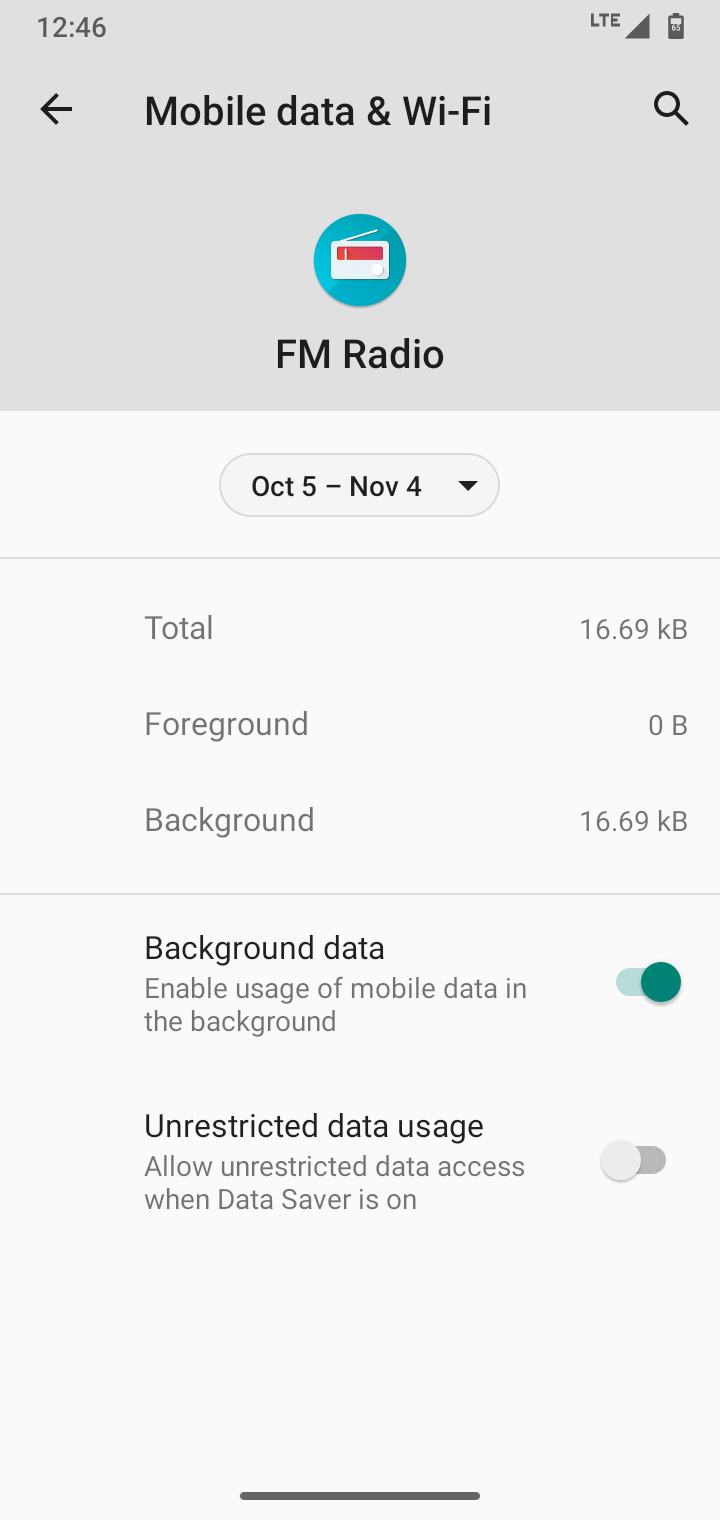 12:46
LTE
65
Mobile data & Wi-Fi
FM Radio
Oct 5 – Nov 4
Total
16.69 kB
Foreground
0 B
Background
16.69 kB
Background data
Enable usage of mobile data in
the background
Unrestricted data usage
Allow unrestricted data access
when Data Saver is on